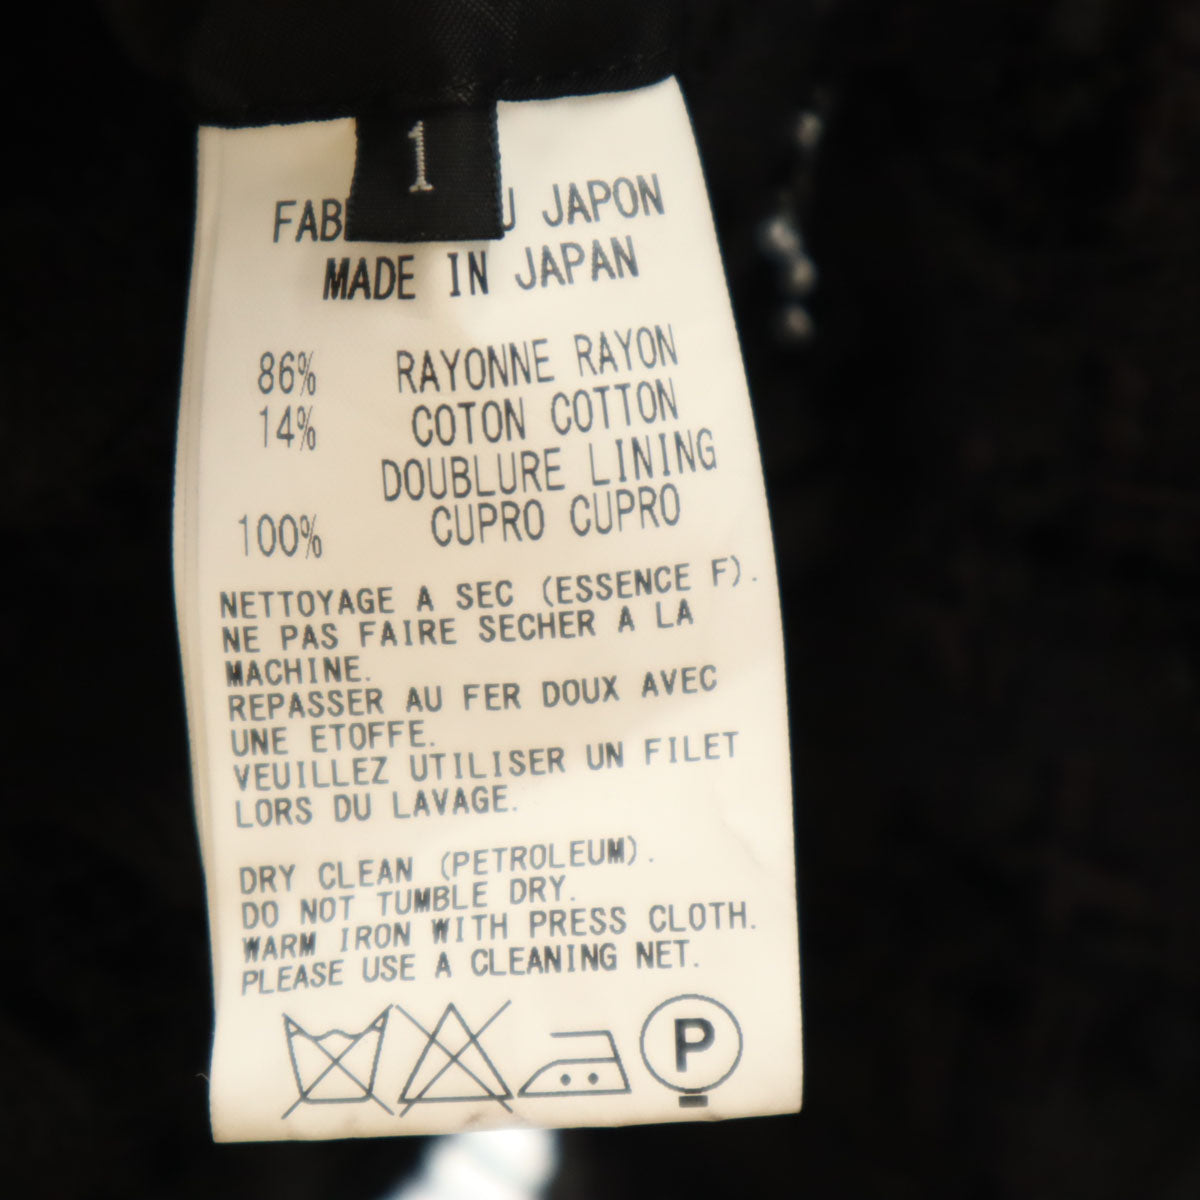 1
FAB U JAPON
MADE IN JAPAN
86% RAYONNE RAYON
14% COTON COTTON
DOUBLURE LINING
100% CUPRO CUPRO
NETTOYAGE A SEC (ESSENCE F).
NE PAS FAIRE SECHER A LA
MACHINE.
REPASSER AU FER DOUX AVEC
UNE ETOFFE.
VEUILLEZ UTILISER UN FILET
LORS DU LAVAGE.
DRY CLEAN (PETROLEUM).
DO NOT TUMBLE DRY.
WARM IRON WITH PRESS CLOTH.
PLEASE USE A CLEANING NET.
P